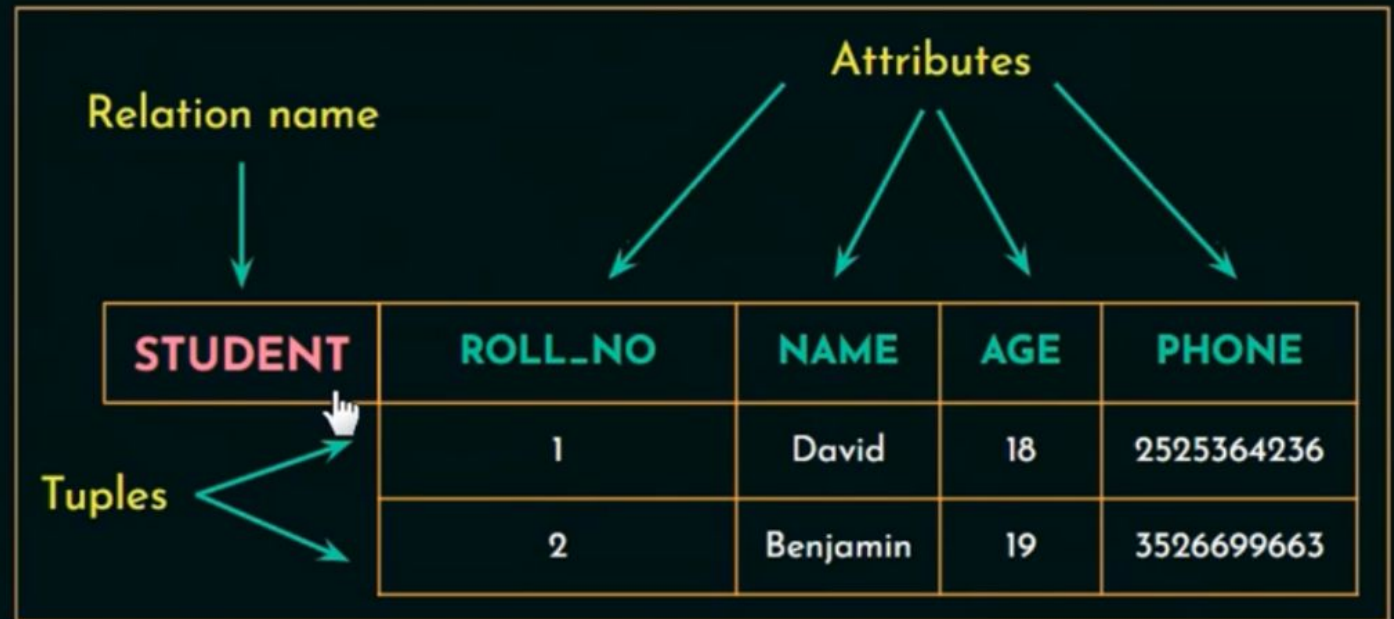 Attributes
Relation name
STUDENT ROLL_NO NAME AGE PHONE
1 David 18 2525364236
Tuples
2 Benjamin 19 3526699663